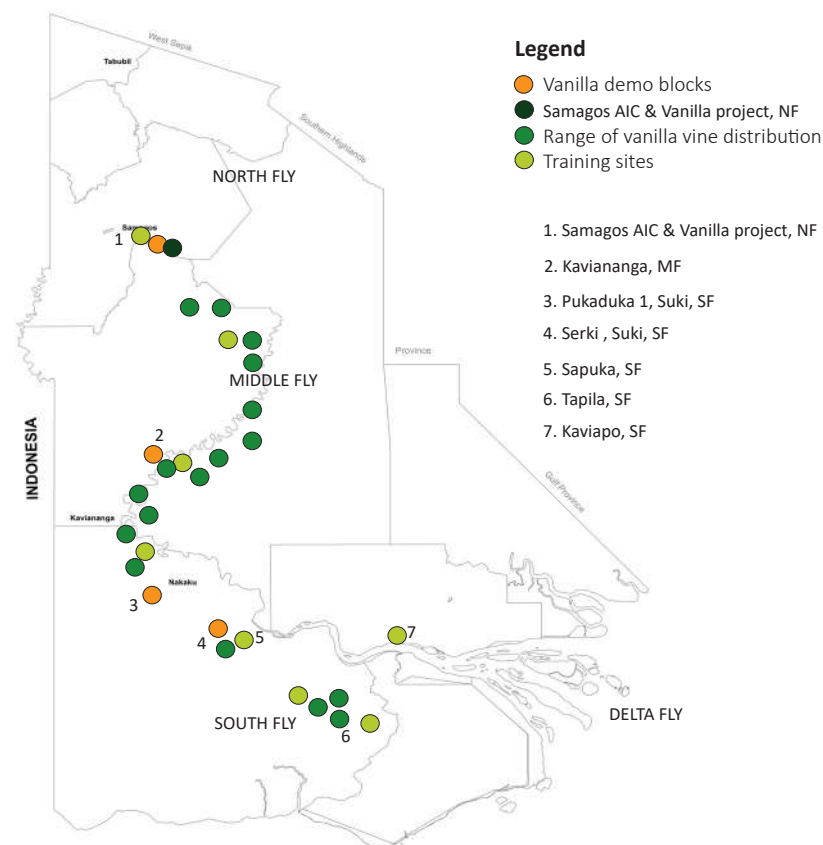 West Sepik
Tabubil
Southern Highlands
NORTH FLY
Samagos
1
MIDDLE FLY
Province
INDONESIA
2
Gulf Province
Kaviananga
Nakaku
3
4
5
7
SOUTH FLY
6
DELTA FLY
Legend
Vanilla demo blocks
Samagos AIC & Vanilla project, NF
Range of vanilla vine distribution
Training sites
1. Samagos AIC & Vanilla project, NF
2. Kaviananga, MF
3. Pukaduka 1, Suki, SF
4. Serki , Suki, SF
5. Sapuka, SF
6. Tapila, SF
7. Kaviapo, SF